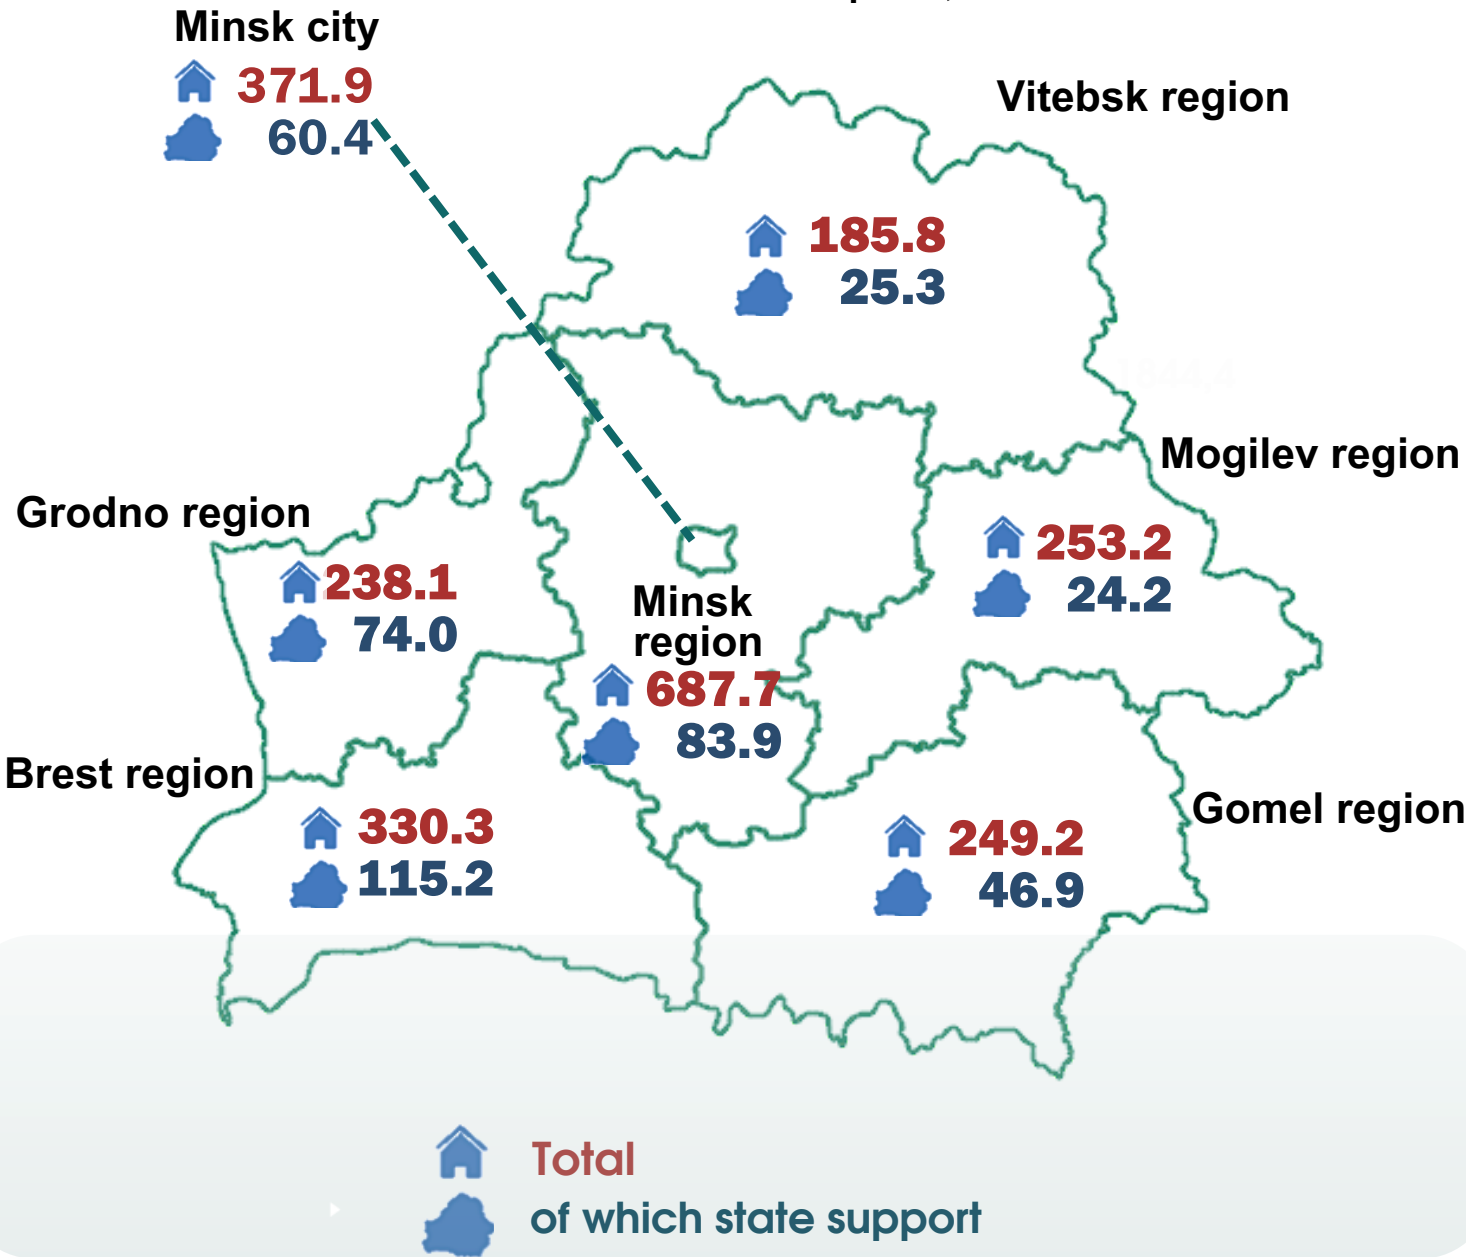 Minsk city
371.9
60.4
Vitebsk region
185.8
25.3
Mogilev region
253.2
24.2
Grodno region
238.1
74.0
Minsk
region
687.7
83.9
Brest region
330.3
115.2
Gomel region
249.2
46.9
Total
of which state support